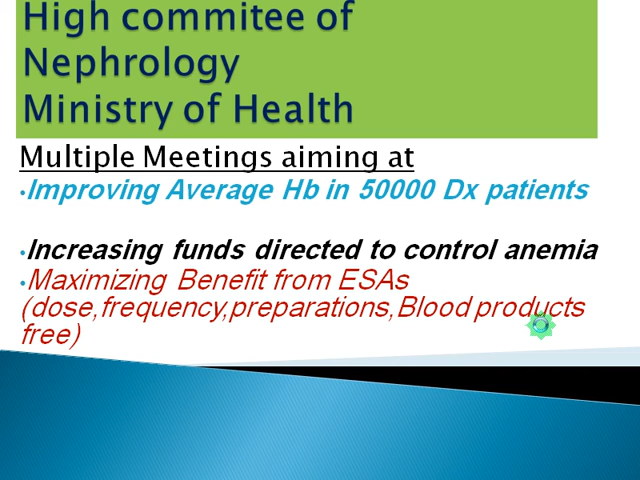 High commitee of
Nephrology
Ministry of Health
Multiple Meetings aiming at
•Improving Average Hb in 50000 Dx patients
•Increasing funds directed to control anemia
•Maximizing Benefit from ESAs
(dose,frequency,preparations,Blood products
free)